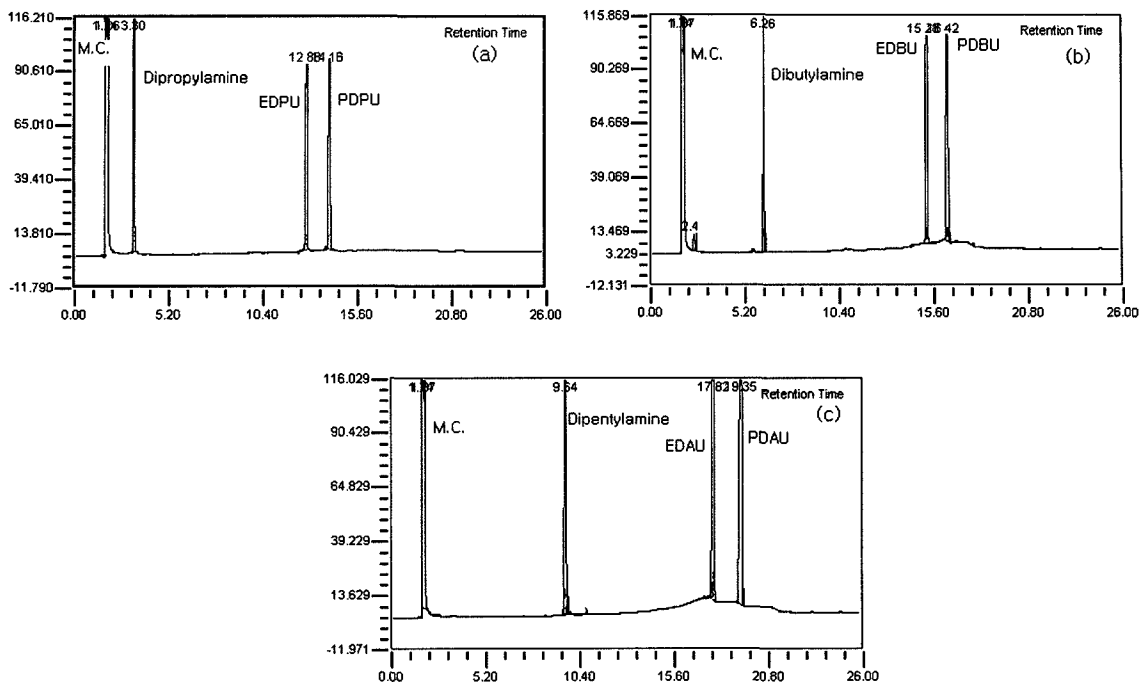 116.210
90.610
65.010
39.410
13.810
-11.790
3.30
Retention Time
(a)
M.C.
Dipropylamine
EDPU
PDPU
0.00 5.20 10.40 15.60 20.80 26.00
115.869
90.269
64.669
39.069
13.469
3.229
-12.131
6.26
Retention Time
(b)
M.C.
Dibutylamine
EDBU
PDBU
2.4
0.00 5.20 10.40 15.60 20.80 26.00
116.029
90.429
64.829
39.229
13.629
-11.971
9.64
Retention Time
(c)
M.C.
Dipentylamine
EDAU
PDAU
0.00 5.20 10.40 15.60 20.80 26.00